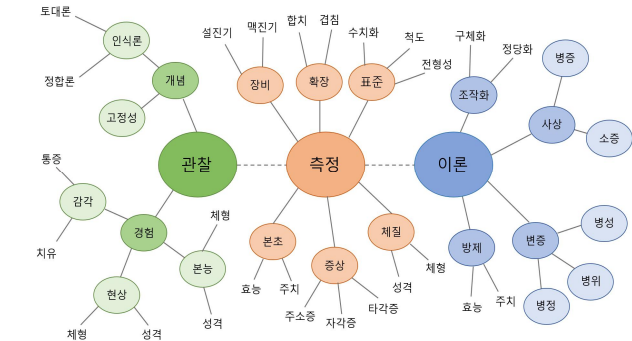 토대론
인식론
정합론
개념
고정성
관찰
통증
감각
치유
경험
체형
본능
성격
현상
체형
성격
설진기
맥진기
장비
합치
겹침
확장
수치화
척도
표준
전형성
측정
본초
효능
주치
증상
주소증
자각증
타각증
체질
성격
체형
구체화
정당화
조작화
이론
병증
사상
소증
방제
효능
주치
변증
병성
병위
병정